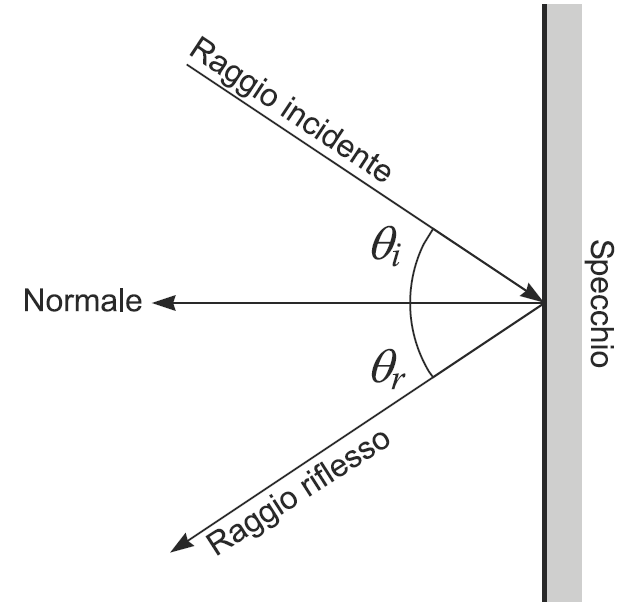 Raggio incidente
θi
Normale
Specchio
θr
Raggio riflesso